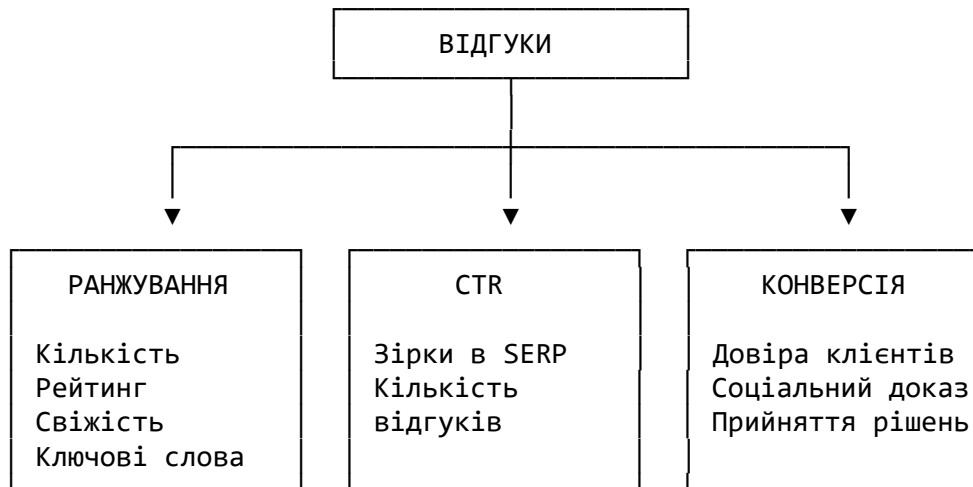 ВІДГУКИ
РАНЖУВАННЯ
Кількість
Рейтинг
Свіжість
Ключові слова
CTR
Зірки в SERP
Кількість
відгуків
КОНВЕРСІЯ
Довіра клієнтів
Соціальний доказ
Прийняття рішень